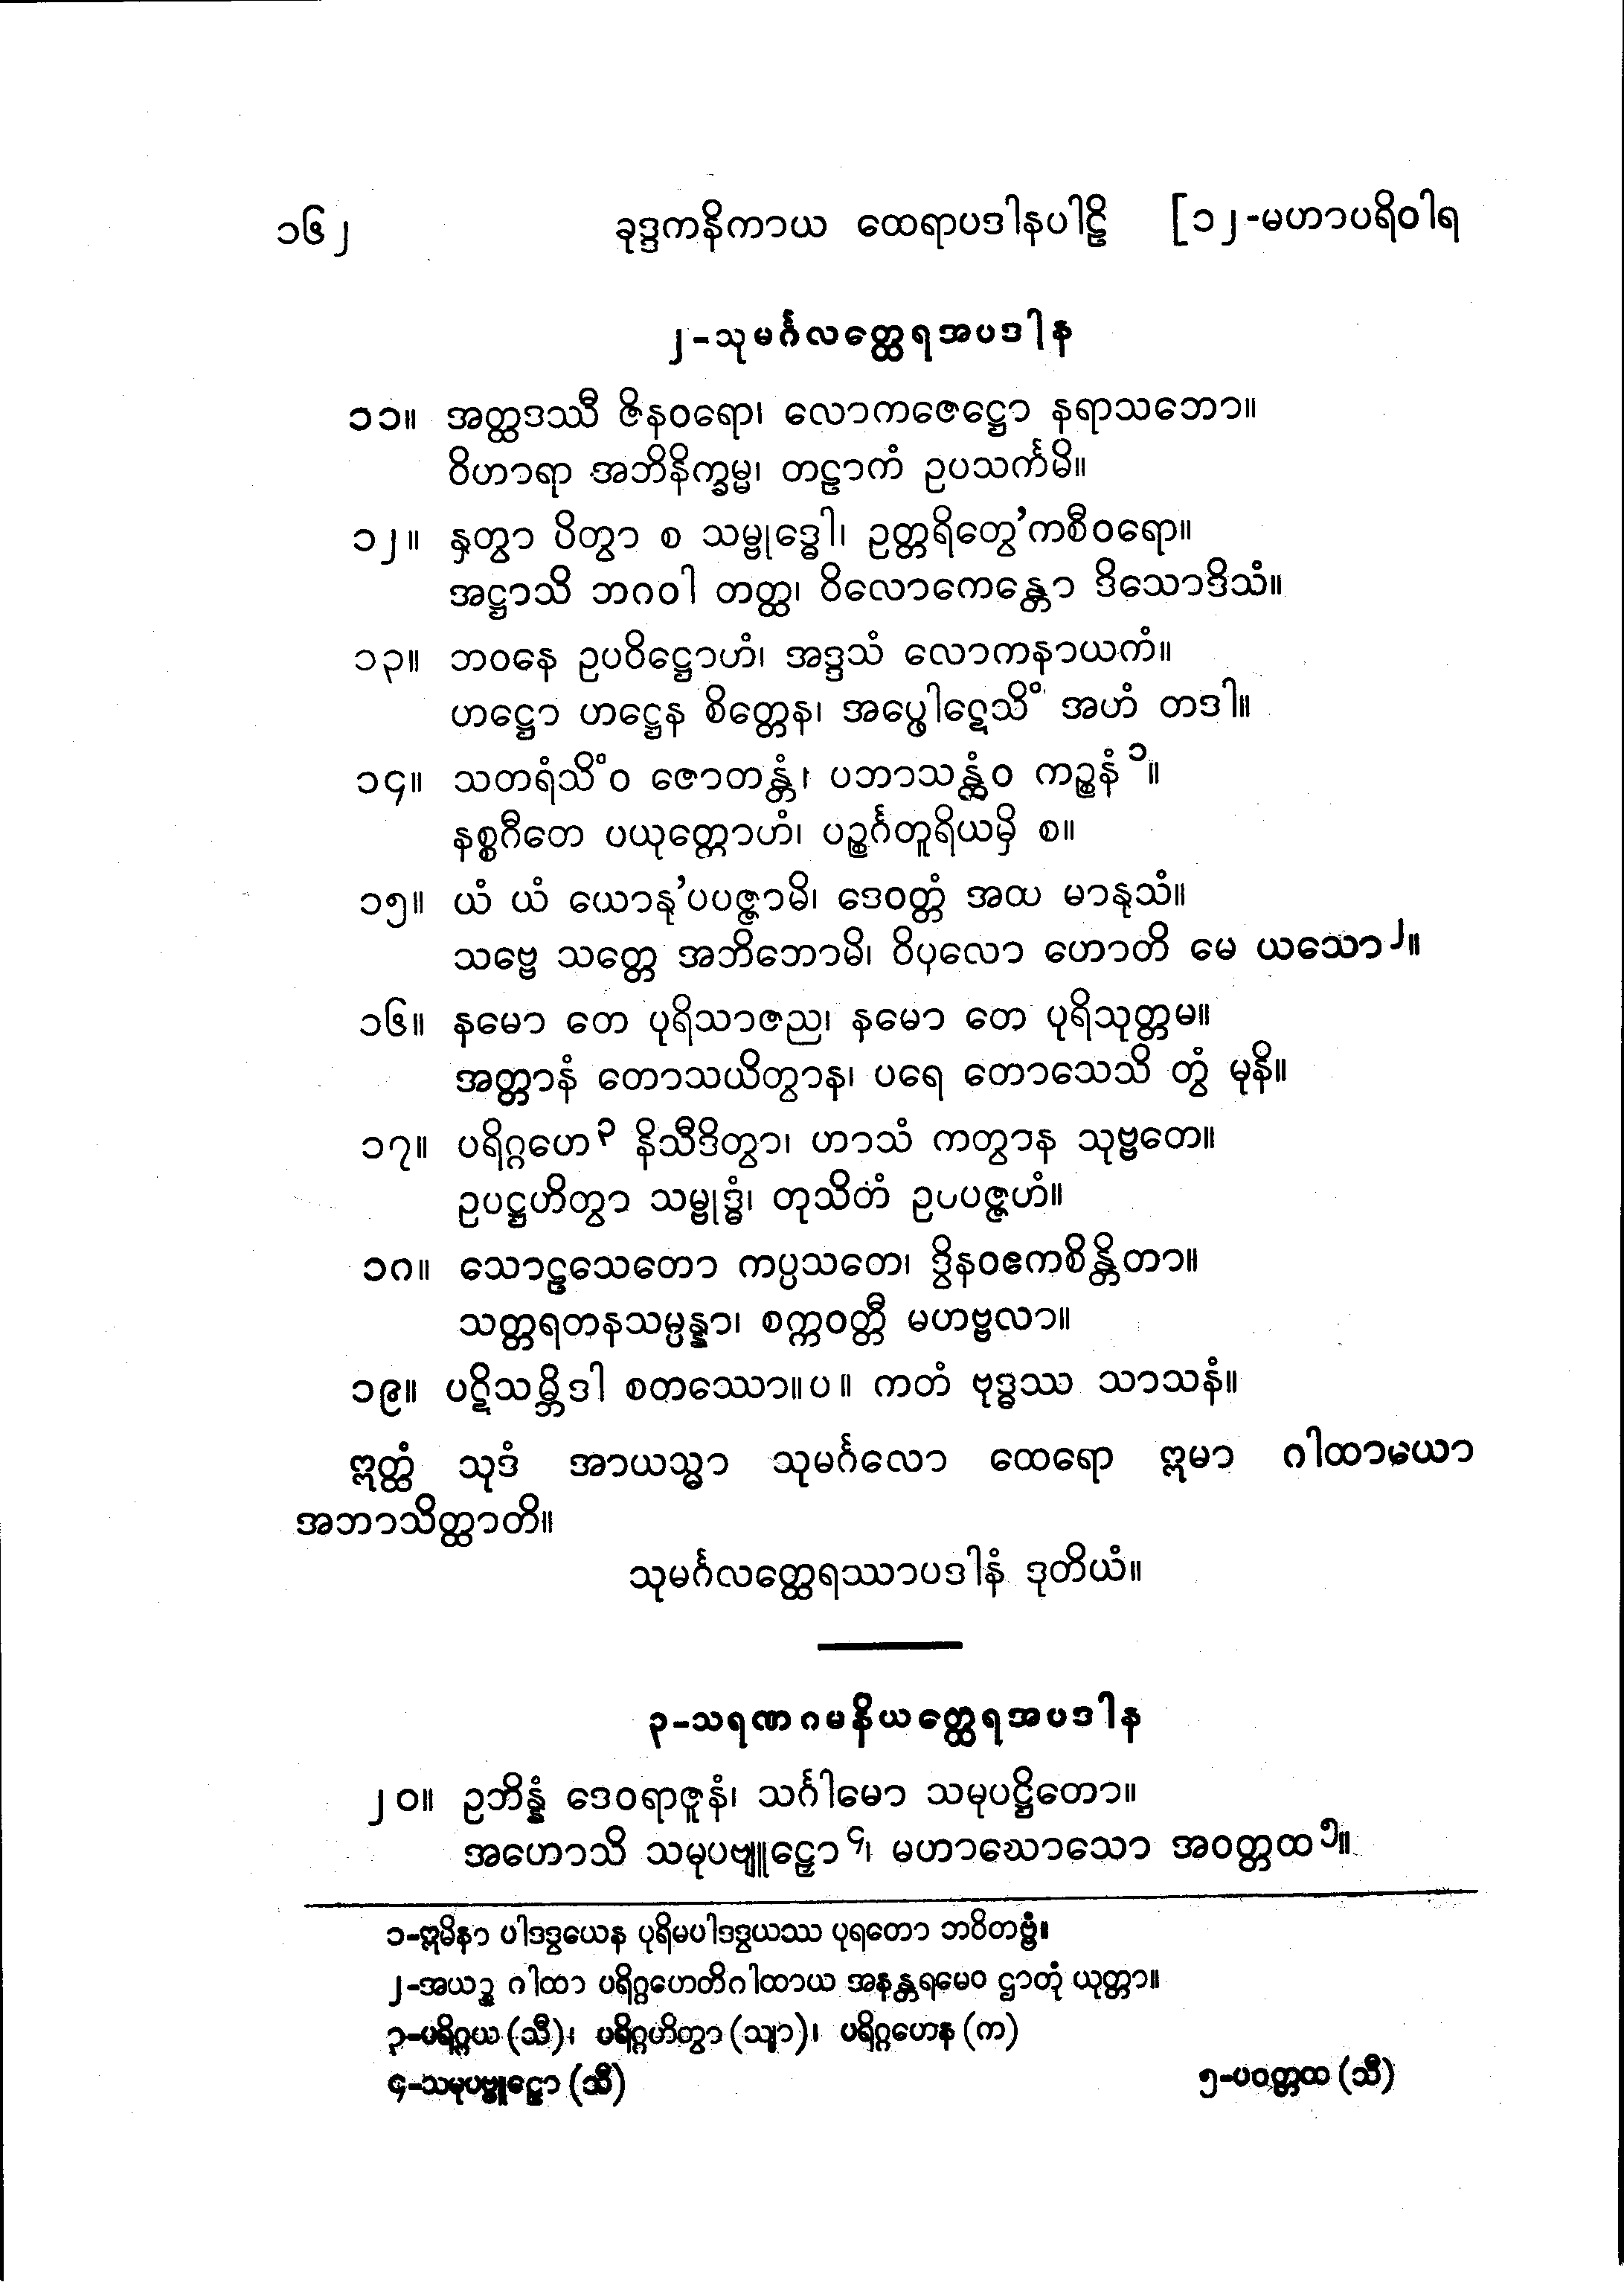 ၁၆၂ ခုဒ္ဒကနိကာယ ထေရာပဒါနပါဠိ [၁၂-မဟာပရိဝါရ
၂-သုမင်္ဂလတ္ထေရအပဒါန
၁၁။ အတ္ထဒဿီ ဇိနဝရော၊ လောကဇေဋ္ဌော နရာသဘော။
ဝိဟာရာ အဘိနိက္ခမ္မ၊ တဠာကံ ဥပသင်္ကမိ။
၁၂။ နှတွာ ပိတွာ စ သမ္ဗုဒ္ဓေါ၊ ဥတ္တရိတွေ’ကစီဝရော။
အဋ္ဌာသိ ဘဂဝါ တတ္ထ၊ ဝိလောကေန္တော ဒိသောဒိသံ။
၁၃။ ဘဝနေ ဥပဝိဋ္ဌောဟံ၊ အဒ္ဒသံ လောကနာယကံ။
ဟဋ္ဌော ဟဋ္ဌေန စိတ္တေန၊ အပ္ဖေါဋေသိံ အဟံ တဒါ။
၁၄။ သတရံသိံဝ ဇောတန္တံ၊ ပဘာသန္တံဝ ကဉ္စနံ ၁။
နစ္စဂီတေ ပယုတ္တောဟံ၊ ပဉ္စင်္ဂတူရိယမှိ စ။
၁၅။ ယံ ယံ ယောနု’ပပဇ္ဇာမိ၊ ဒေဝတ္တံ အထ မာနုသံ။
သဗ္ဗေ သတ္တေ အဘိဘောမိ၊ ဝိပုလော ဟောတိ မေ ယသော၂။
၁၆။ နမော တေ ပုရိသာဇည၊ နမော တေ ပုရိသုတ္တမ။
အတ္တာနံ တောသယိတွာန၊ ပရေ တောသေသိ တွံ မုနိ။
၁၇။ ပရိဂ္ဂဟေ ၃ နိသီဒိတွာ၊ ဟာသံ ကတွာန သုဗ္ဗတေ။
ဥပဋ္ဌဟိတွာ သမ္ဗုဒ္ဓံ၊ တုသိတံ ဥပပဇ္ဇဟံ။
၁၈။ သောဠသေတော ကပ္ပသတေ၊ ဒွိနဝဧကစိန္တိတာ။
သတ္တရတနသမ္ပန္နာ၊ စက္ကဝတ္တီ မဟဗ္ဗလာ။
၁၉။ ပဋိသမ္ဘိဒါ စတဿော။ပ။ ကတံ ဗုဒ္ဓဿ သာသနံ။
ဣတ္ထံ သုဒံ အာယသ္မာ သုမင်္ဂလော ထေရော ဣမာ ဂါထာယော
အဘာသိတ္ထာတိ။
သုမင်္ဂလတ္ထေရဿာပဒါနံ ဒုတိယံ။
၃-သရဏဂမနိယတ္ထေရအပဒါန
၂၀။ ဥဘိန္နံ ဒေဝရာဇူနံ၊ သင်္ဂါမော သမုပဋ္ဌိတော။
အဟောသိ သမုပဗျူဠှော ၄၊ မဟာဃောသော အဝတ္တထ ၅။
၁-ဣမိနာ ပါဒဒွယေန ပုရိမပါဒဒွယဿ ပုရတော ဘဝိတဗ္ဗံ။
၂-အယဉ္စ ဂါထာ ပရိဂ္ဂဟေတိဂါထာယ အနန္တရမေဝ ဌာတုံ ယုတ္တာ။
၃-ပရိဂ္ဂယ (သီ)၊ ပရိဂ္ဂဟိတွာ (သျာ)၊ ပရိဂ္ဂဟေန (က)
၄-သမုပဗ္ဗူဠှော (သီ) ၅-ပဝတ္တထ (သီ)